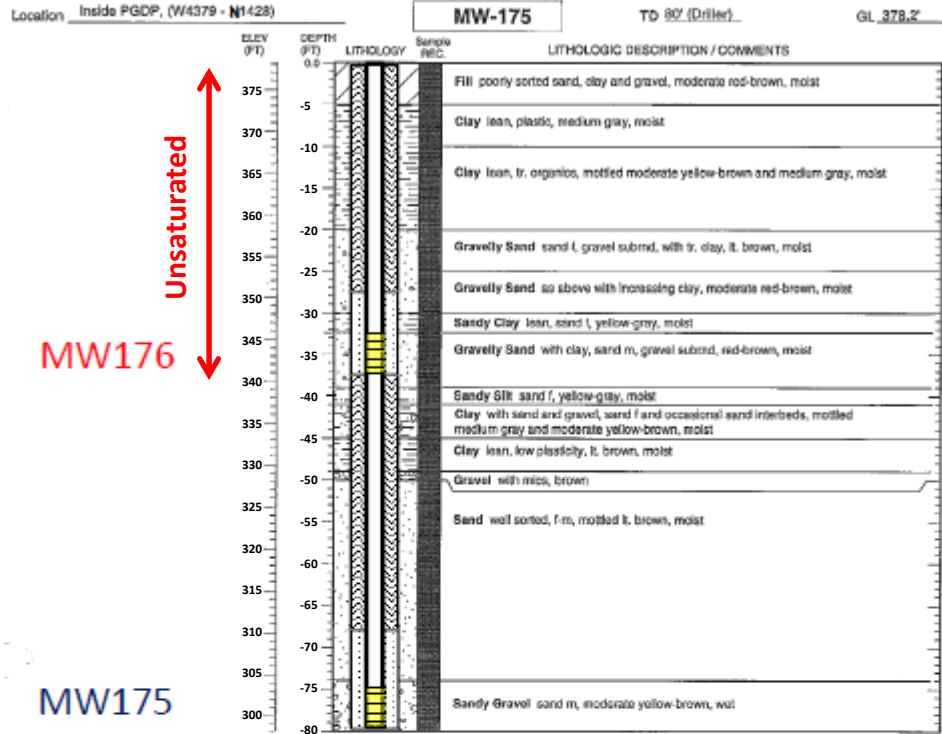 Location Inside PGDP, (W4379 - N1428) MW-175 TD 80' (Driller) GL 378.2'
ELEV (FT) DEPTH (FT) LITHOLOGY Sample REC. LITHOLOGIC DESCRIPTION / COMMENTS
0.0
Fill poorly sorted sand, clay and gravel, moderate red-brown, moist
375
-5
Clay lean, plastic, medium gray, moist
370
-10
Clay lean, tr. organics, mottled moderate yellow-brown and medium gray, moist
365
-15
360
-20
Gravelly Sand sand f, gravel subrnd, with tr. clay, lt. brown, moist
355
-25
Gravelly Sand as above with increasing clay, moderate red-brown, moist
350
-30
Sandy Clay lean, sand f, yellow-gray, moist
345
Gravelly Sand with clay, sand m, gravel subrnd, red-brown, moist
-35
340
Unsaturated
MW176
-40
Sandy Silt sand f, yellow-gray, moist
Clay with sand and gravel, sand f and occasional sand interbeds, mottled
medium gray and moderate yellow-brown, moist
335
-45
Clay lean, low plasticity, lt. brown, moist
330
-50
Gravel with mica, brown
325
-55
Sand well sorted, f-m, mottled lt. brown, moist
320
-60
315
-65
310
-70
305
-75
Sandy Gravel sand m, moderate yellow-brown, wet
300
-80
MW175